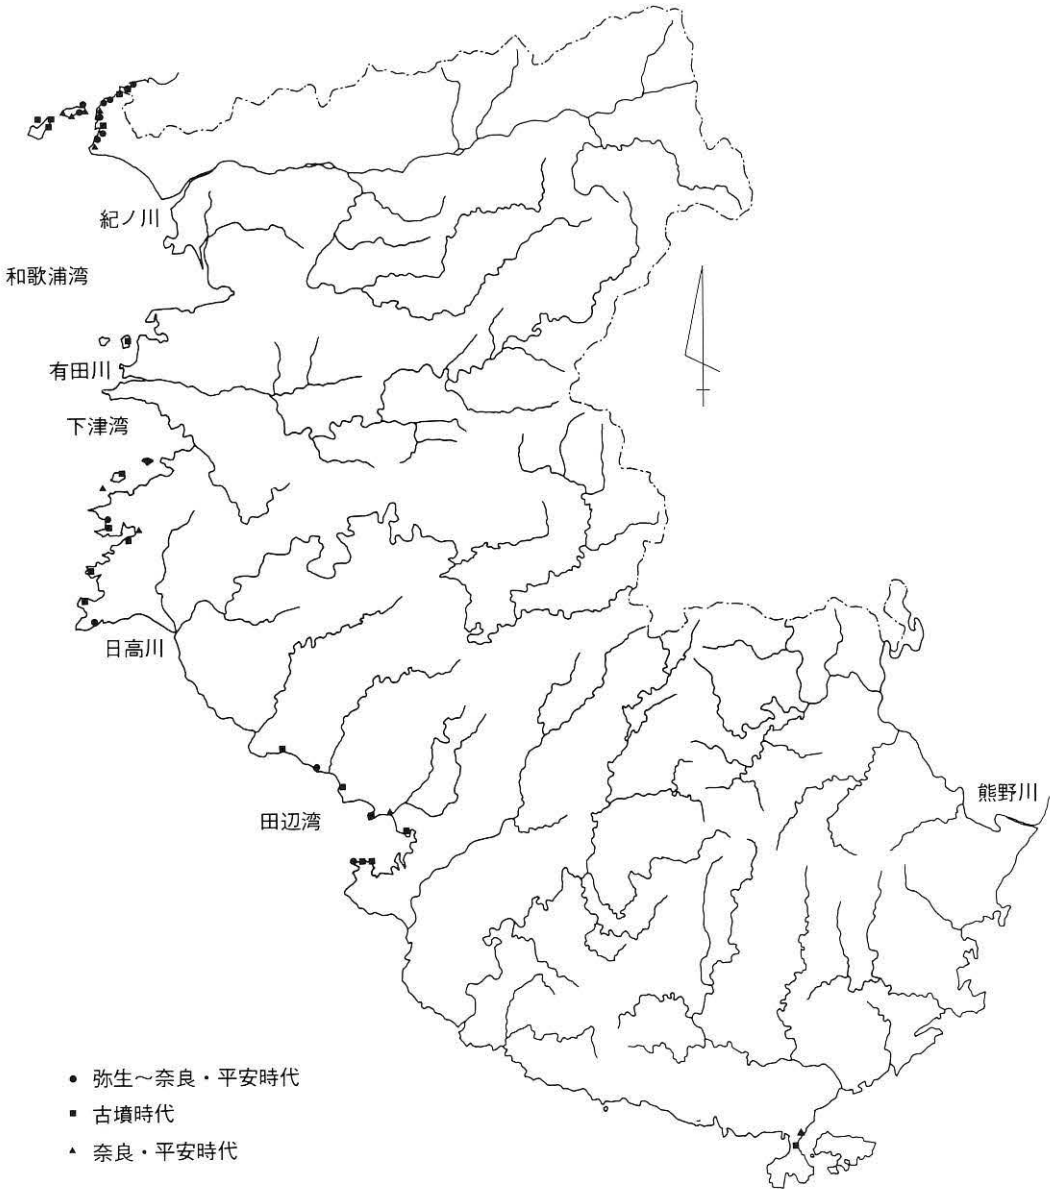 紀ノ川
和歌浦湾
有田川
下津湾
日高川
熊野川
田辺湾
● 弥生～奈良・平安時代
■ 古墳時代
▲ 奈良・平安時代